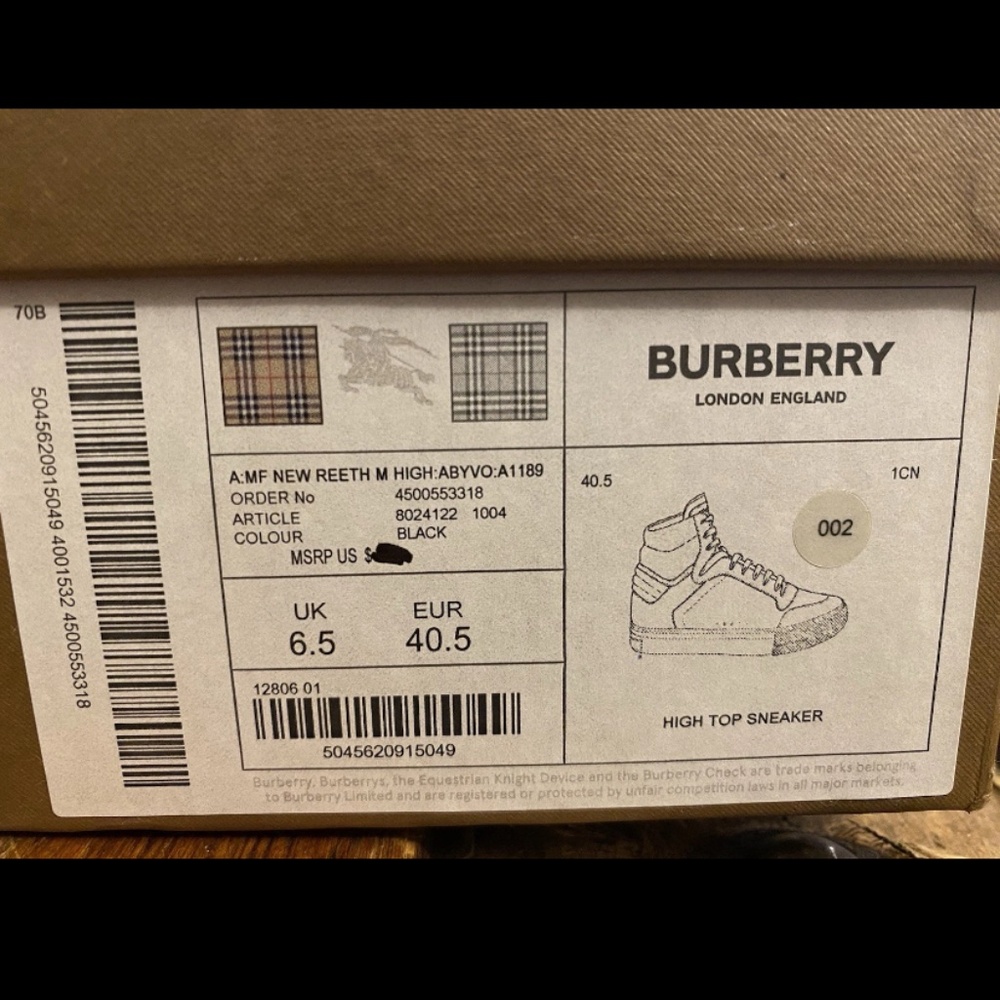 70B
5045620915049 4001532 4500553318
BURBERRY
LONDON ENGLAND
A:MF NEW REETH M HIGH:ABYVO:A1189
ORDER No 4500553318
ARTICLE 8024122 1004
COLOUR BLACK
MSRP US $
UK EUR
6.5 40.5
12806 01
5045620915049
40.5 1CN
002
HIGH TOP SNEAKER
Burberry, Burberrys, the Equestrian Knight Device and the Burberry Check are trade marks belonging
to Burberry Limited and are registered or protected by unfair competition laws in all major markets.